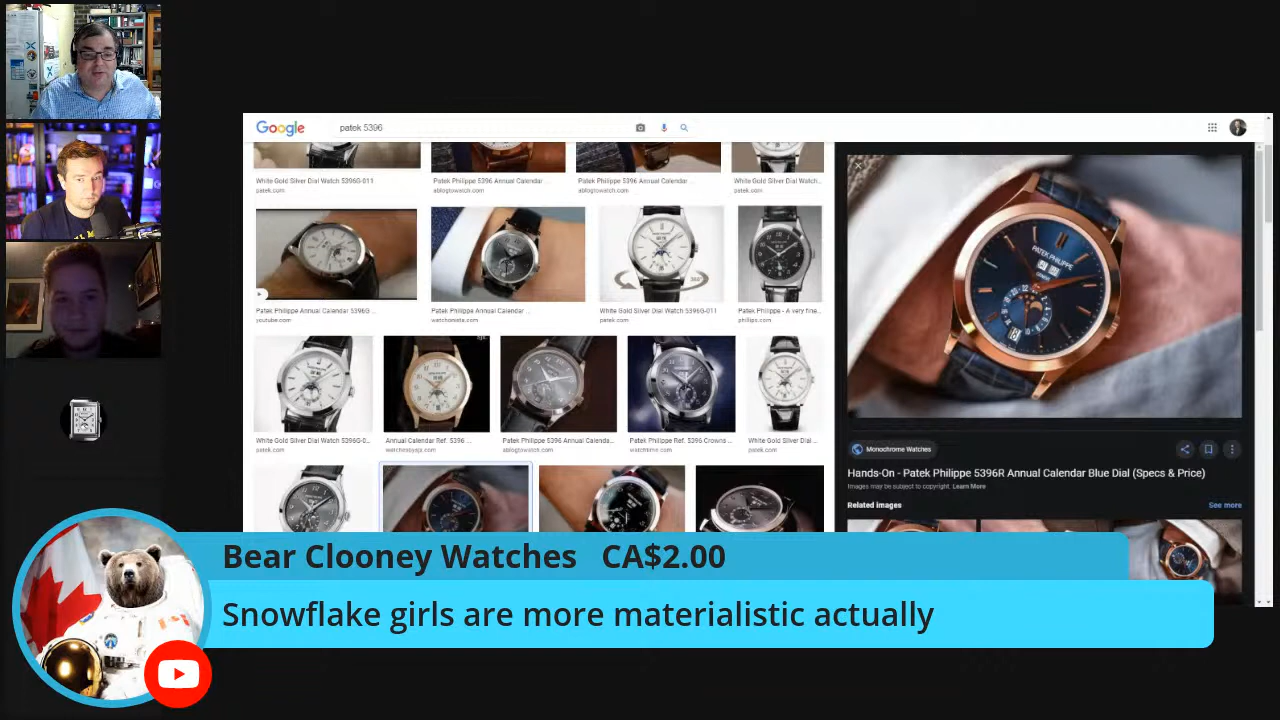 Google
patek 5396
White Gold Silver Dial Watch 5396G-011
patek.com
Patek Philippe 5396 Annual Calendar ...
ablogtowatch.com
Patek Philippe 5396 Annual Calendar ...
ablogtowatch.com
White Gold Silver Dial Watch...
patek.com
Patek Philippe Annual Calendar 5396G ...
youtube.com
Patek Philippe Annual Calendar ...
watchonista.com
360°
White Gold Silver Dial Watch 5396G-011
patek.com
Patek Philippe - A very fine...
phillips.com
White Gold Silver Dial Watch 5396G-0...
patek.com
Annual Calendar Ref. 5396 ...
watchesbysjx.com
Patek Philippe 5396 Annual Calenda...
ablogtowatch.com
Patek Philippe Ref. 5396 Crowns ...
watchtime.com
White Gold Silver Dial ...
patek.com
PATEK PHILIPPE
GENEVE
Monochrome Watches
Hands-On - Patek Philippe 5396R Annual Calendar Blue Dial (Specs & Price)
Images may be subject to copyright. Learn More
Related images
See more
Bear Clooney Watches CA$2.00
Snowflake girls are more materialistic actually